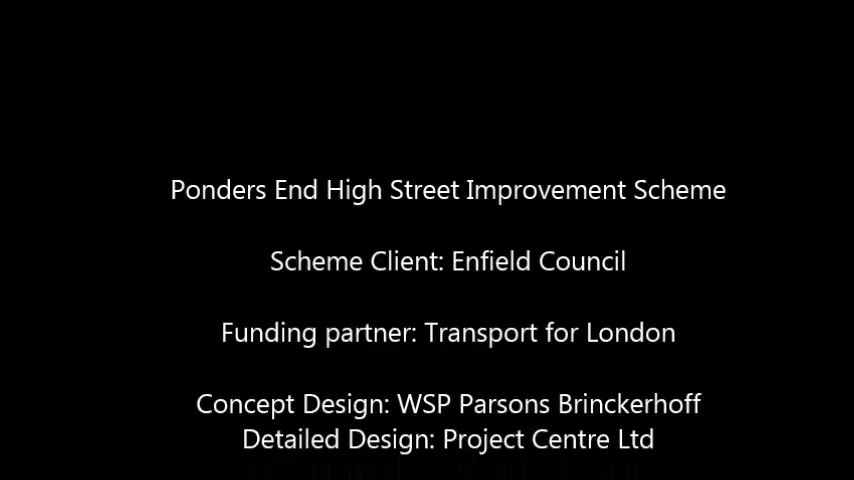 Ponders End High Street Improvement Scheme
Scheme Client: Enfield Council
Funding partner: Transport for London
Concept Design: WSP Parsons Brinckerhoff
Detailed Design: Project Centre Ltd